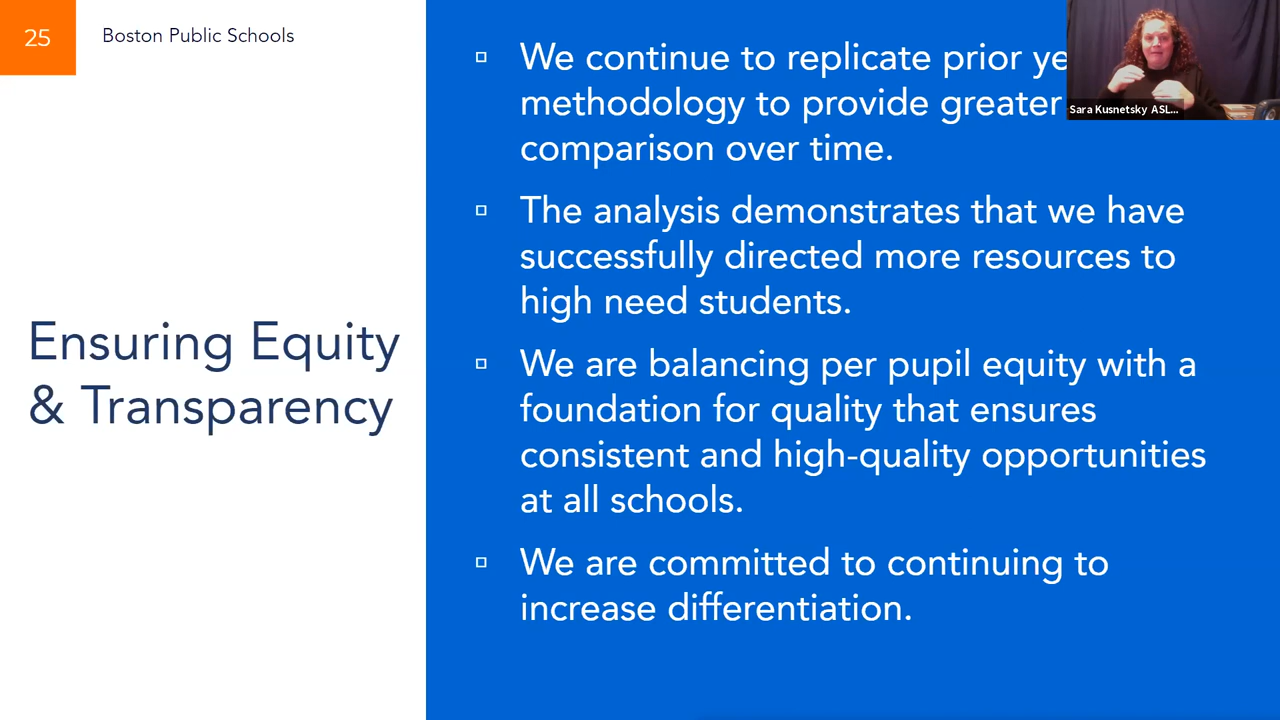 25
Boston Public Schools
Ensuring Equity
& Transparency
We continue to replicate prior
methodology to provide greater
comparison over time.
The analysis demonstrates that we have
successfully directed more resources to
high need students.
We are balancing per pupil equity with a
foundation for quality that ensures
consistent and high-quality opportunities
at all schools.
We are committed to continuing to
increase differentiation.
Sara Kusnetsky ASL...